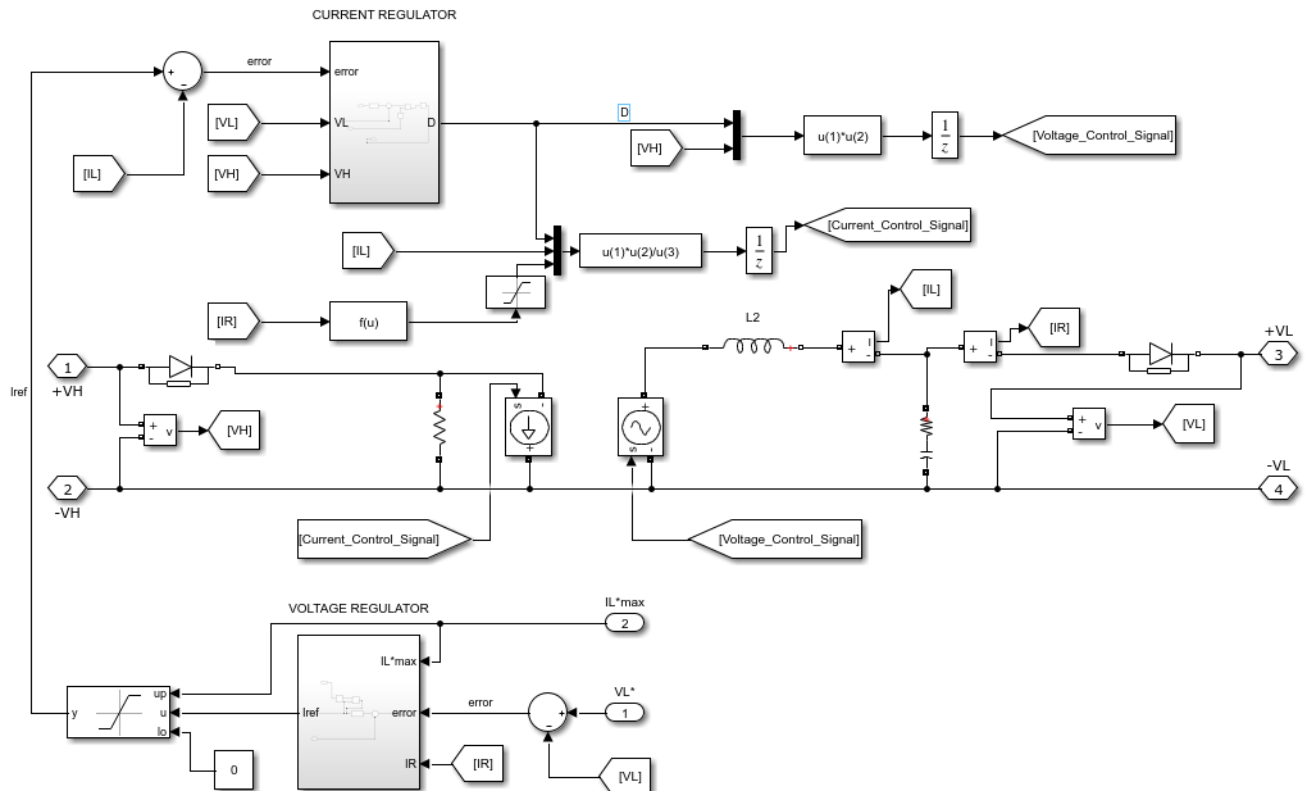 CURRENT REGULATOR
error
error
[VL]
VL
D
D
[VH]
[IL]
[VH]
VH
u(1)*u(2)
1
z
[Voltage_Control_Signal]
[Current_Control_Signal]
[IL]
u(1)*u(2)/u(3)
1
z
[IR]
f(u)
L2
[IL]
[IR]
+VL
3
1
+VH
Iref
+
-
+
-
v
[VH]
s
-
+
+
s
-
+
I
-
+
I
-
+
-
v
[VL]
2
-VH
-VL
4
[Current_Control_Signal]
[Voltage_Control_Signal]
VOLTAGE REGULATOR
IL*max
2
IL*max
up
y
u
lo
Iref
error
error
+
-
VL*
1
0
IR
[IR]
[VL]